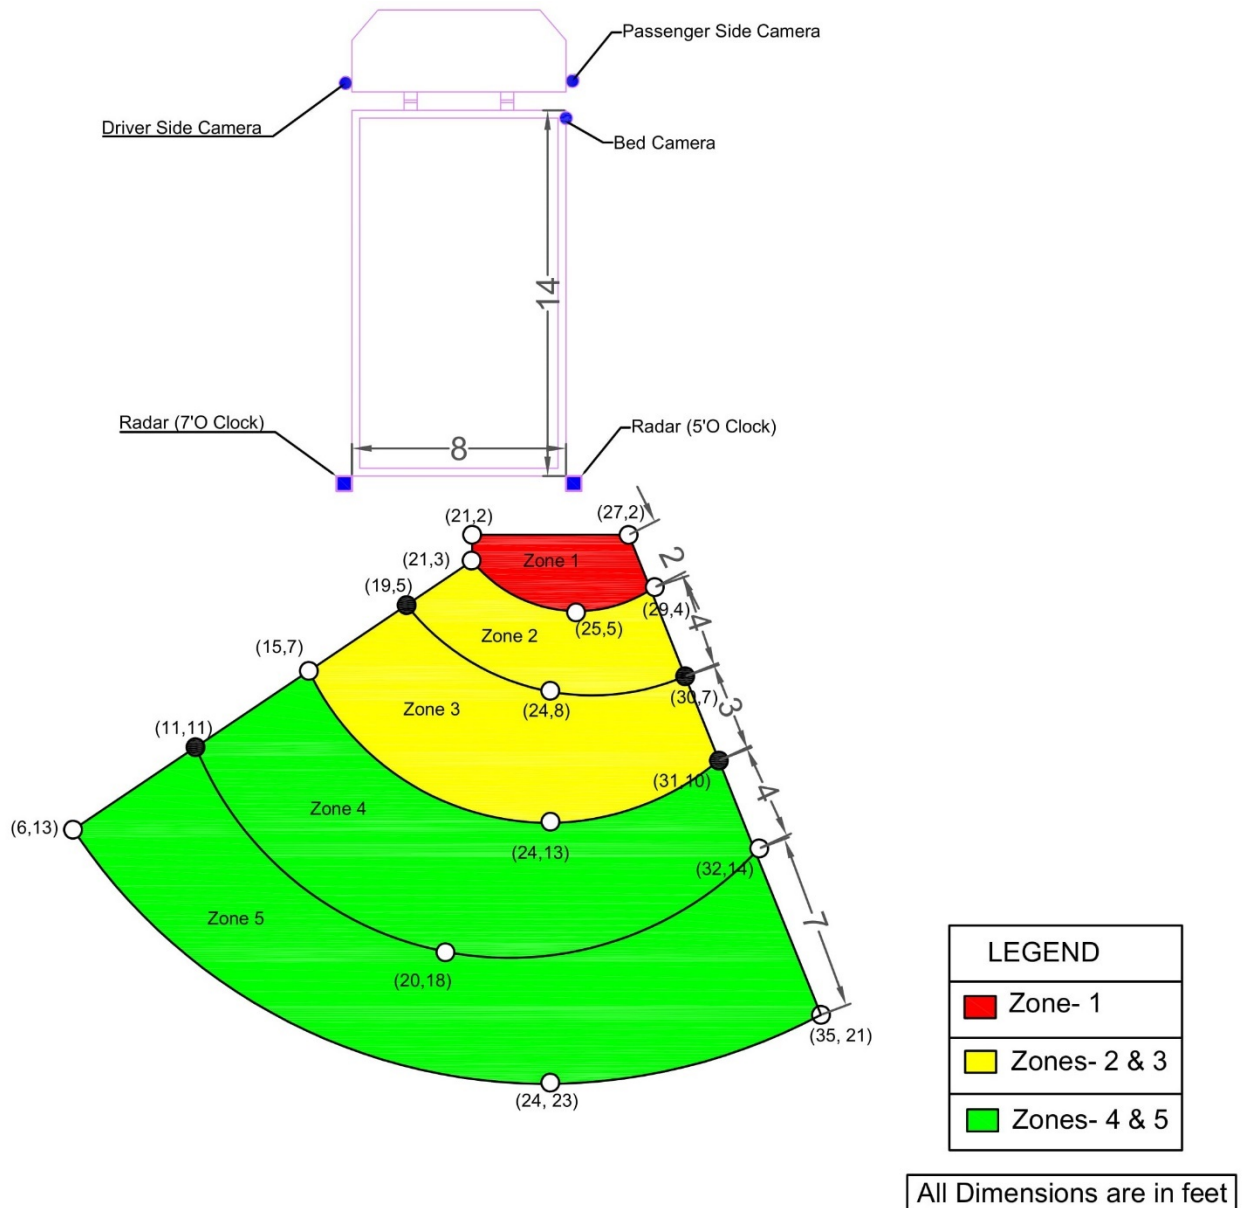 Passenger Side Camera
Driver Side Camera
Bed Camera
14
Radar (7'O Clock)
Radar (5'O Clock)
8
(21,2)
(27,2)
(21,3)
Zone 1
2
(19,5)
(29,4)
(25,5)
4
Zone 2
(15,7)
(30,7)
Zone 3
(24,8)
3
(11,11)
(31,10)
4
Zone 4
(6,13)
(24,13)
(32,14)
Zone 5
7
(20,18)
(35, 21)
(24, 23)
LEGEND
Zone- 1
Zones- 2 & 3
Zones- 4 & 5
All Dimensions are in feet